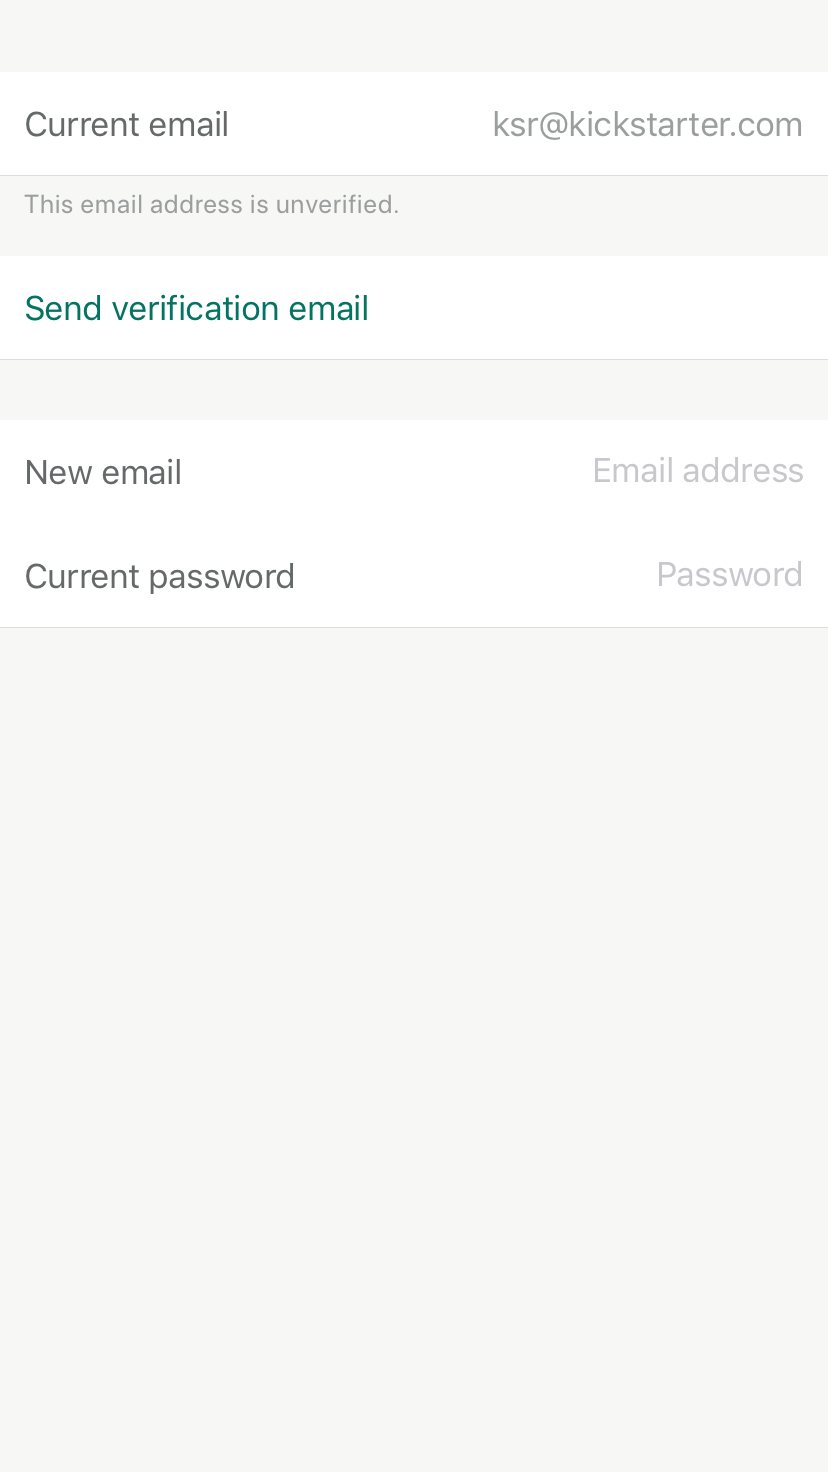 Current email ksr@kickstarter.com
This email address is unverified.
Send verification email
New email Email address
Current password Password